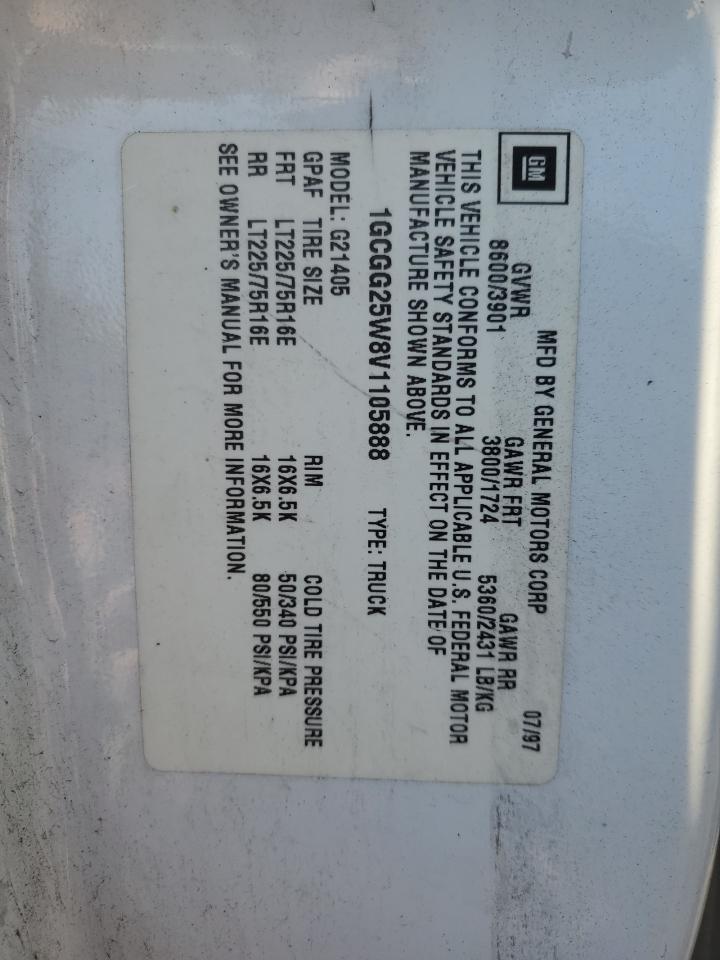 GM
MFD BY GENERAL MOTORS CORP 07/97
GVWR GAWR FRT GAWR RR
8600/3901 3800/1724 5360/2431 LB/KG
THIS VEHICLE CONFORMS TO ALL APPLICABLE U.S. FEDERAL MOTOR
VEHICLE SAFETY STANDARDS IN EFFECT ON THE DATE OF
MANUFACTURE SHOWN ABOVE.
1GCGG25W8V1105888 TYPE: TRUCK
MODEL: G21405
GPAF TIRE SIZE RIM COLD TIRE PRESSURE
FRT LT225/75R16E 16X6.5K 50/340 PSI/KPA
RR LT225/75R16E 16X6.5K 80/550 PSI/KPA
SEE OWNER'S MANUAL FOR MORE INFORMATION.